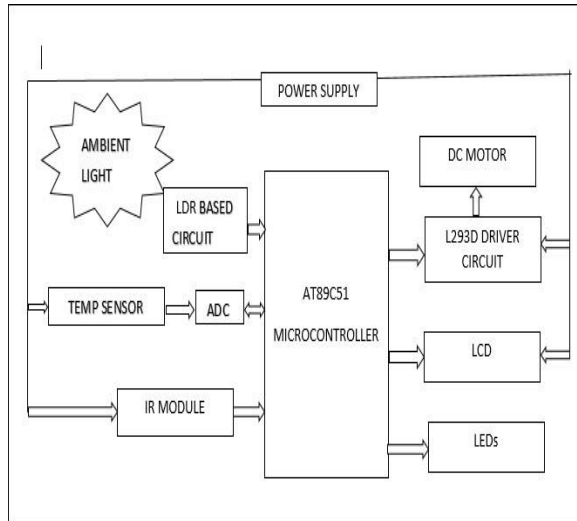 POWER SUPPLY
AMBIENT
LIGHT
DC MOTOR
LDR BASED
CIRCUIT
L293D DRIVER
CIRCUIT
AT89C51
MICROCONTROLLER
TEMP SENSOR
ADC
LCD
IR MODULE
LEDs